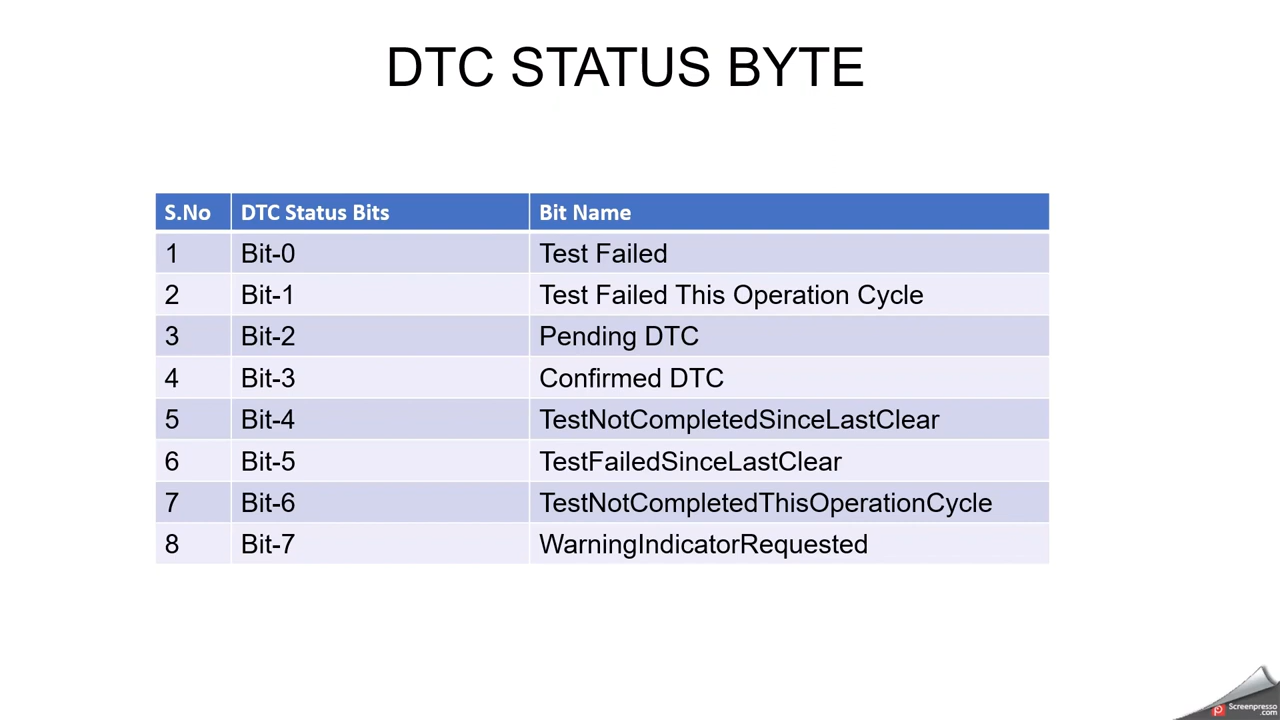 DTC STATUS BYTE
S.No DTC Status Bits Bit Name
1 Bit-0 Test Failed
2 Bit-1 Test Failed This Operation Cycle
3 Bit-2 Pending DTC
4 Bit-3 Confirmed DTC
5 Bit-4 TestNotCompletedSinceLastClear
6 Bit-5 TestFailedSinceLastClear
7 Bit-6 TestNotCompletedThisOperationCycle
8 Bit-7 WarningIndicatorRequested
Screenpresso
.com